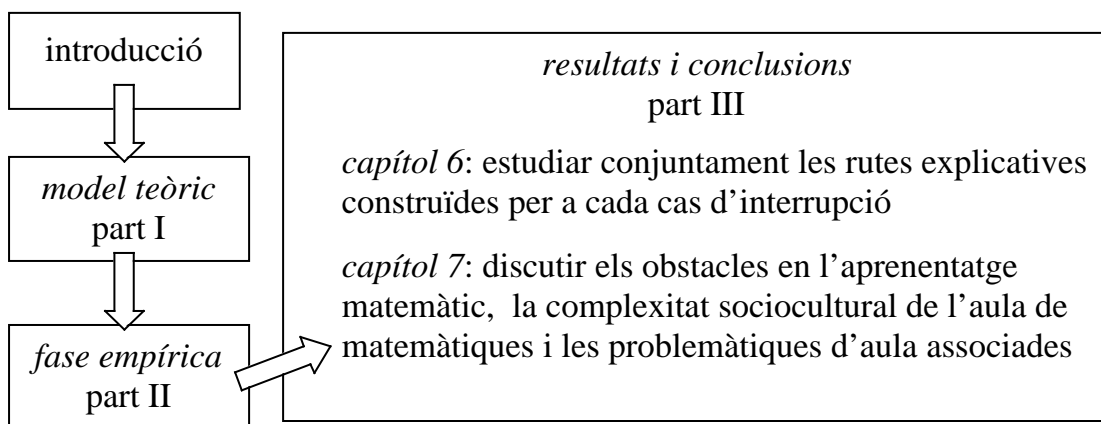 introducció
model teòric
part I
fase empírica
part II
resultats i conclusions
part III
capítol 6: estudiar conjuntament les rutes explicatives
construïdes per a cada cas d’interrupció
capítol 7: discutir els obstacles en l’aprenentatge
matemàtic, la complexitat sociocultural de l’aula de
matemàtiques i les problemàtiques d’aula associades